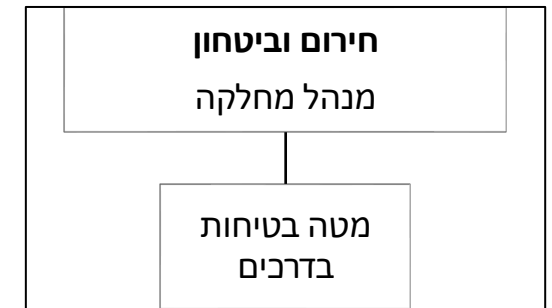 חירום וביטחון
מנהל מחלקה
מטה בטיחות
בדרכים